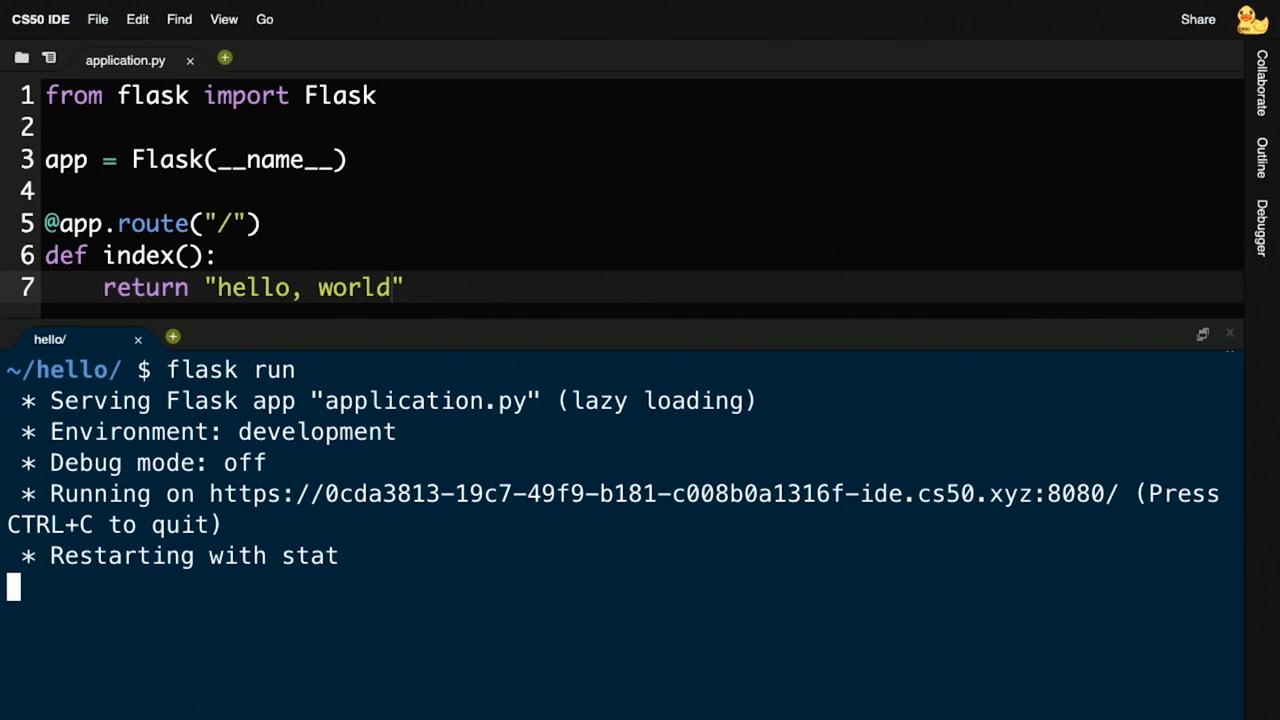 CS50 IDE File Edit Find View Go Share
application.py
1 from flask import Flask
2
3 app = Flask(__name__)
4
5 @app.route("/")
6 def index():
7     return "hello, world"
Collaborate
Outline
Debugger
hello/
~/hello/ $ flask run
 * Serving Flask app "application.py" (lazy loading)
 * Environment: development
 * Debug mode: off
 * Running on https://0cda3813-19c7-49f9-b181-c008b0a1316f-ide.cs50.xyz:8080/ (Press
CTRL+C to quit)
 * Restarting with stat